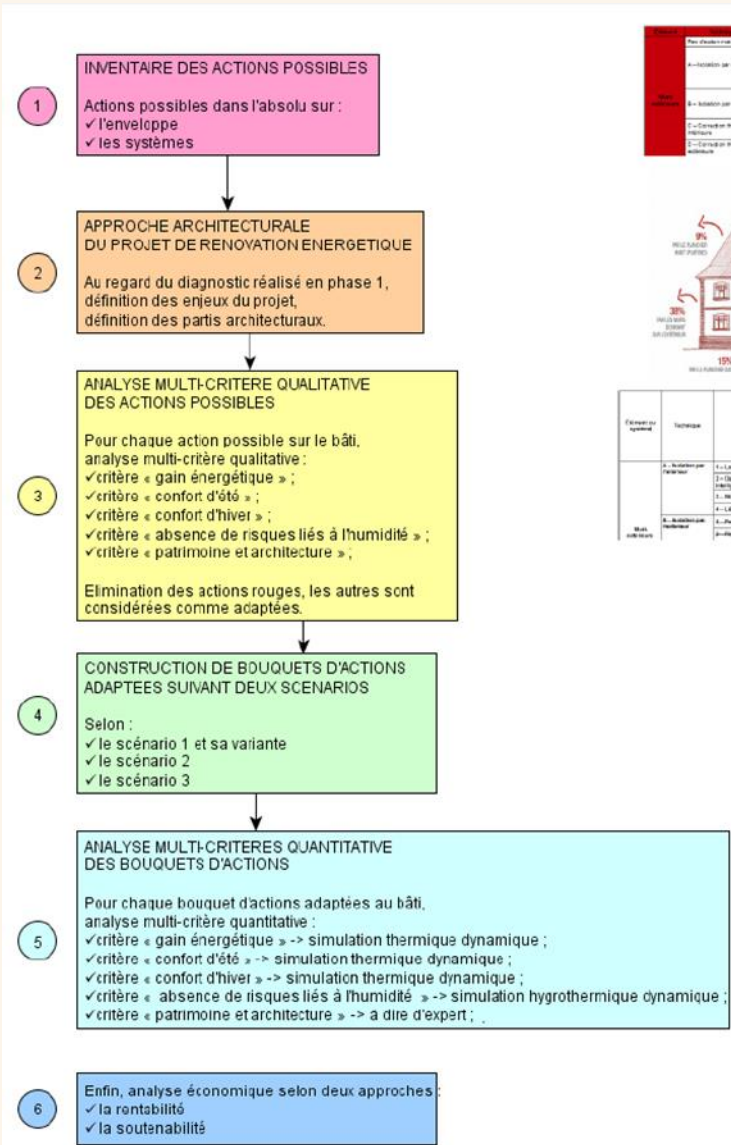 1
INVENTAIRE DES ACTIONS POSSIBLES
Actions possibles dans l'absolu sur :
✓ l'enveloppe
✓ les systèmes
2
APPROCHE ARCHITECTURALE
DU PROJET DE RENOVATION ENERGETIQUE
Au regard du diagnostic réalisé en phase 1,
définition des enjeux du projet,
définition des partis architecturaux.
3
ANALYSE MULTI-CRITERE QUALITATIVE
DES ACTIONS POSSIBLES
Pour chaque action possible sur le bâti,
analyse multi-critère qualitative :
✓critère « gain énergétique » ;
✓critère « confort d'été » ;
✓critère « confort d'hiver » ;
✓critère « absence de risques liés à l'humidité » ;
✓critère « patrimoine et architecture » ;
Elimination des actions rouges, les autres sont
considérées comme adaptées.
4
CONSTRUCTION DE BOUQUETS D'ACTIONS
ADAPTEES SUIVANT DEUX SCENARIOS
Selon :
✓ le scénario 1 et sa variante
✓ le scénario 2
✓ le scénario 3
5
ANALYSE MULTI-CRITERES QUANTITATIVE
DES BOUQUETS D'ACTIONS
Pour chaque bouquet d'actions adaptées au bâti,
analyse multi-critère quantitative :
✓critère « gain énergétique » -> simulation thermique dynamique ;
✓critère « confort d'été » -> simulation thermique dynamique ;
✓critère « confort d'hiver » -> simulation thermique dynamique ;
✓critère « absence de risques liés à l'humidité » -> simulation hygrothermique dynamique ;
✓critère « patrimoine et architecture » -> à dire d'expert ;
6
Enfin, analyse économique selon deux approches :
✓ la rentabilité
✓ la soutenabilité
A – Isolation par
B – Isolation par
9%
38%
15%
Technique